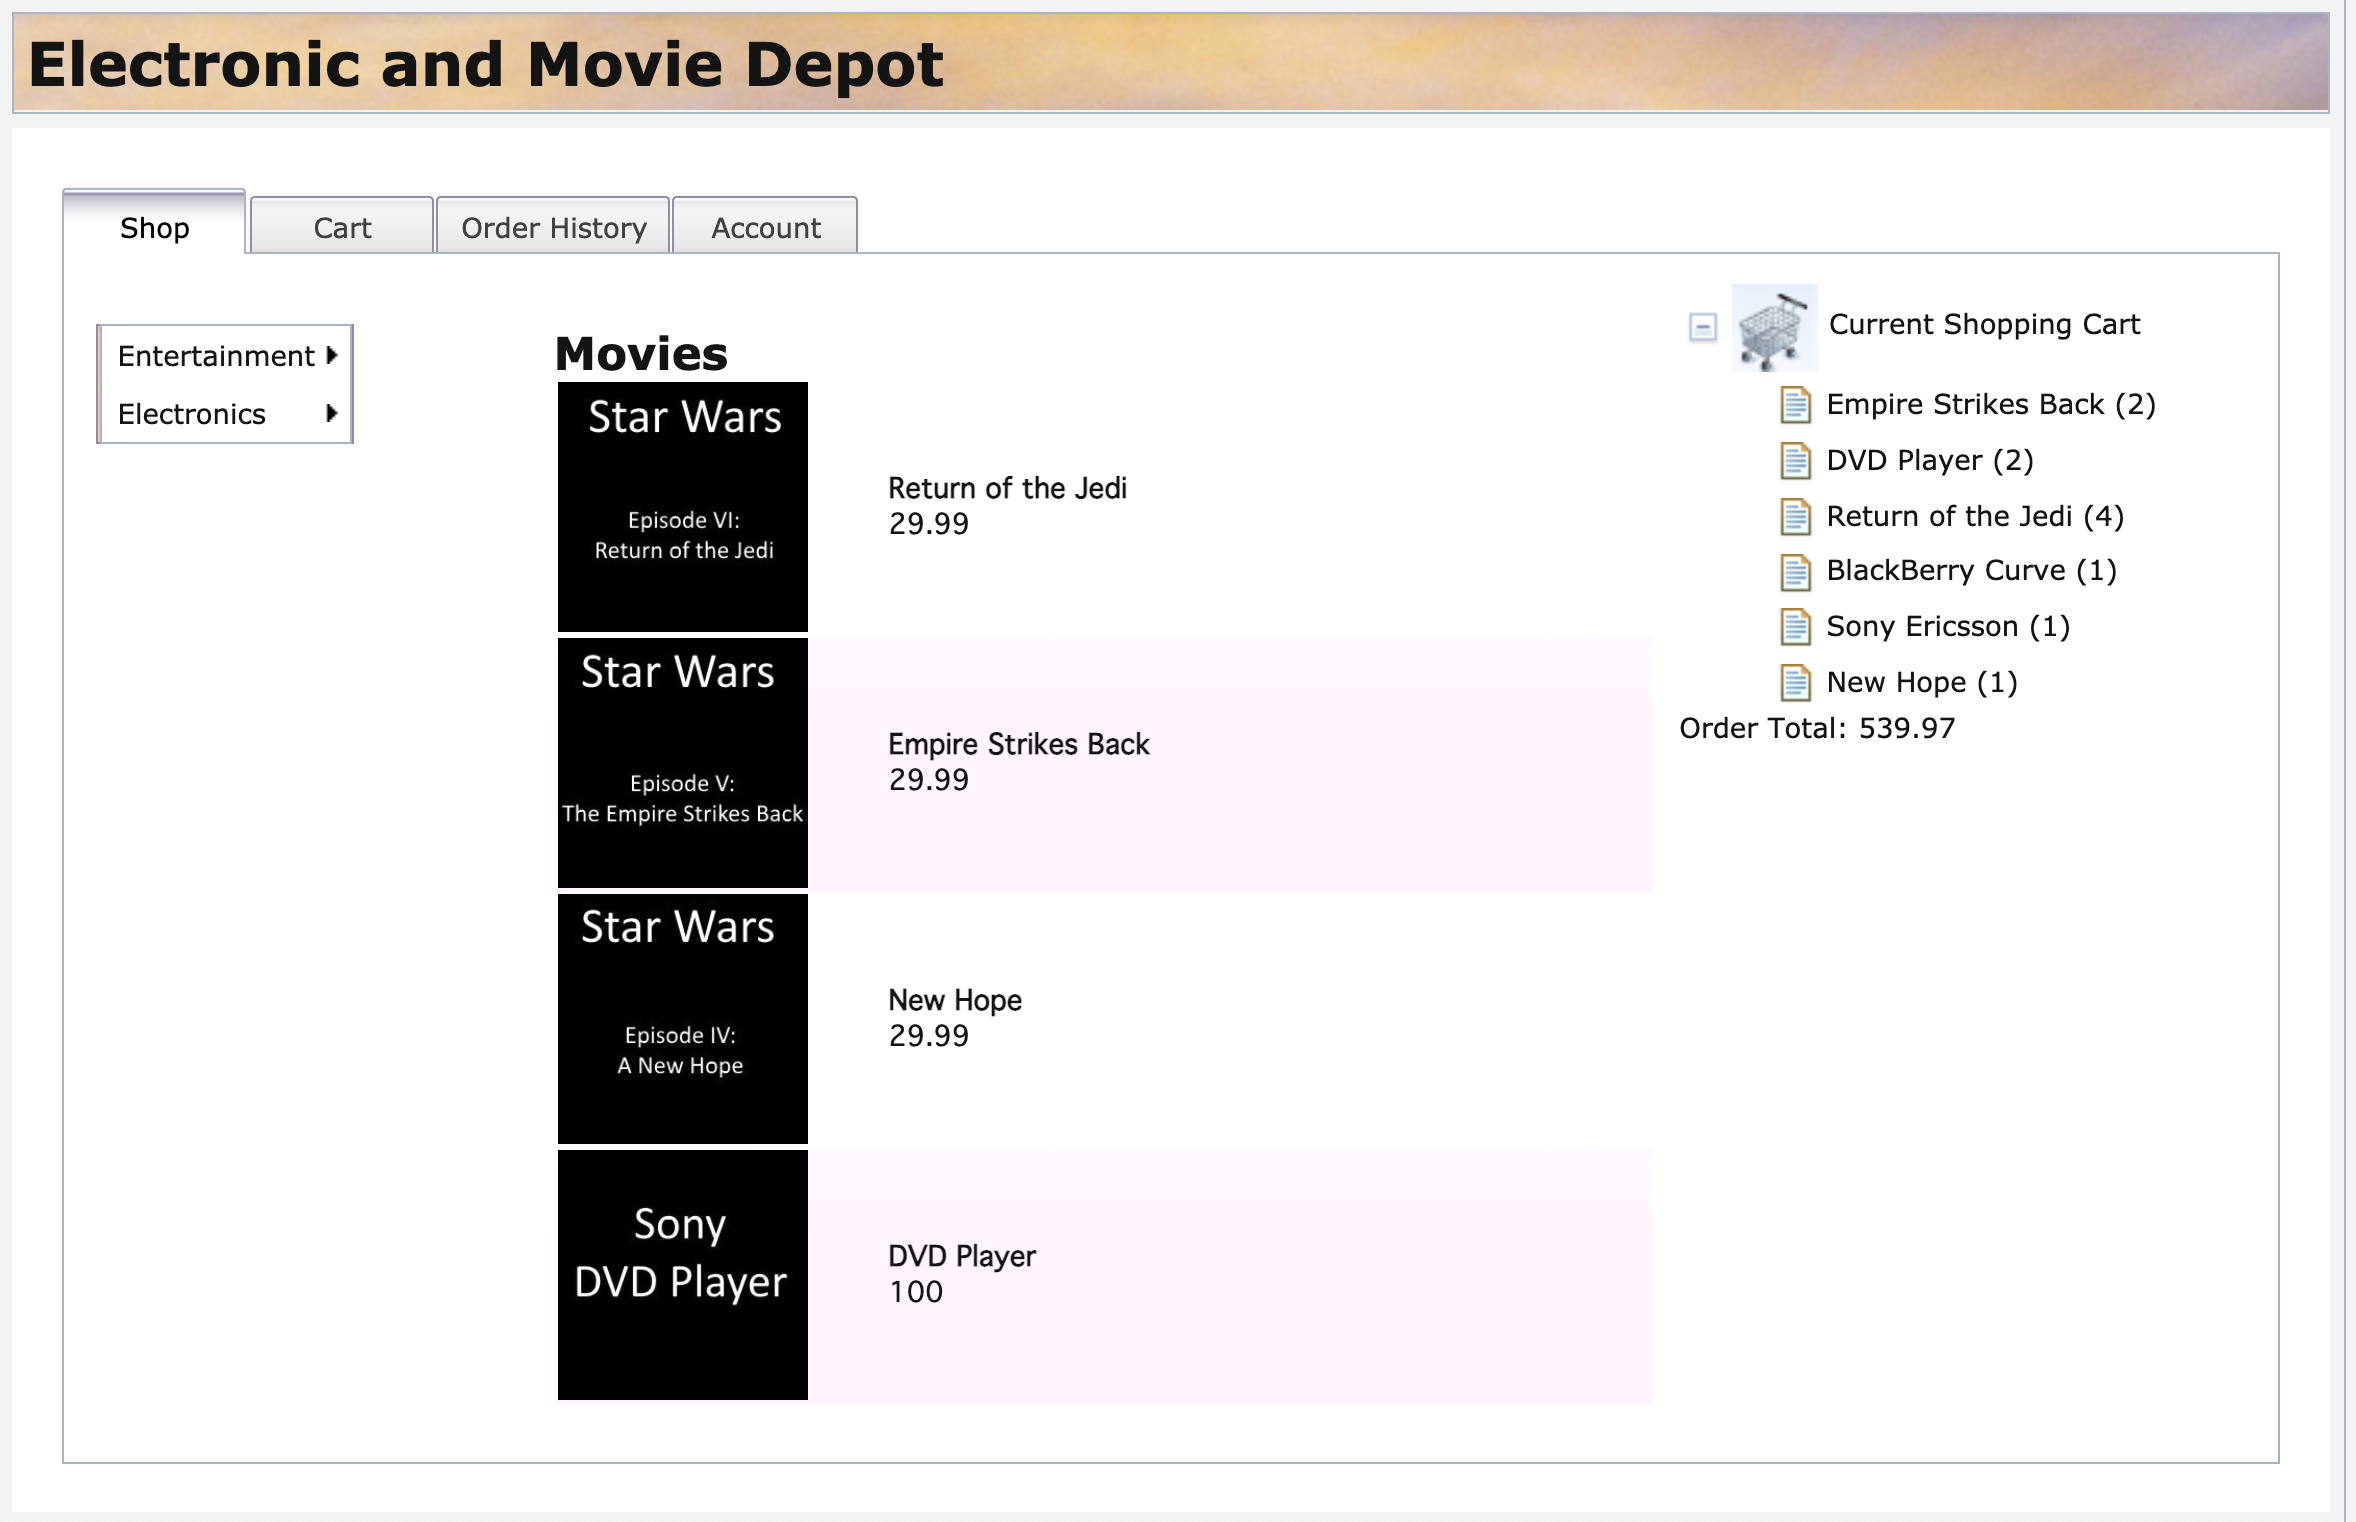 Electronic and Movie Depot
Shop
Cart
Order History
Account
Entertainment
Electronics
Movies
Star Wars
Episode VI:
Return of the Jedi
Return of the Jedi
29.99
Star Wars
Episode V:
The Empire Strikes Back
Empire Strikes Back
29.99
Star Wars
Episode IV:
A New Hope
New Hope
29.99
Sony
DVD Player
DVD Player
100
Current Shopping Cart
Empire Strikes Back (2)
DVD Player (2)
Return of the Jedi (4)
BlackBerry Curve (1)
Sony Ericsson (1)
New Hope (1)
Order Total: 539.97